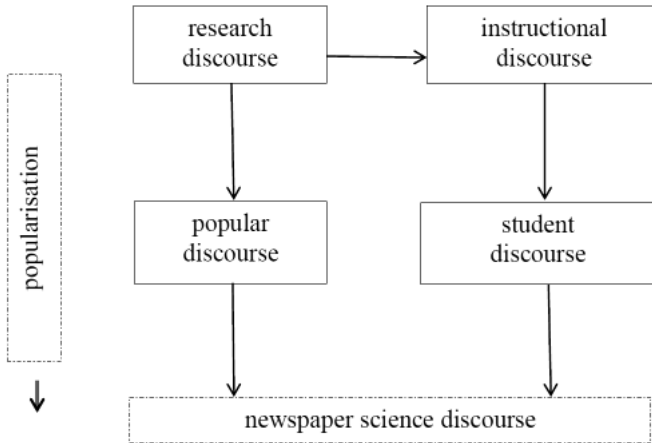 research
discourse
instructional
discourse
popularisation
popular
discourse
student
discourse
newspaper science discourse